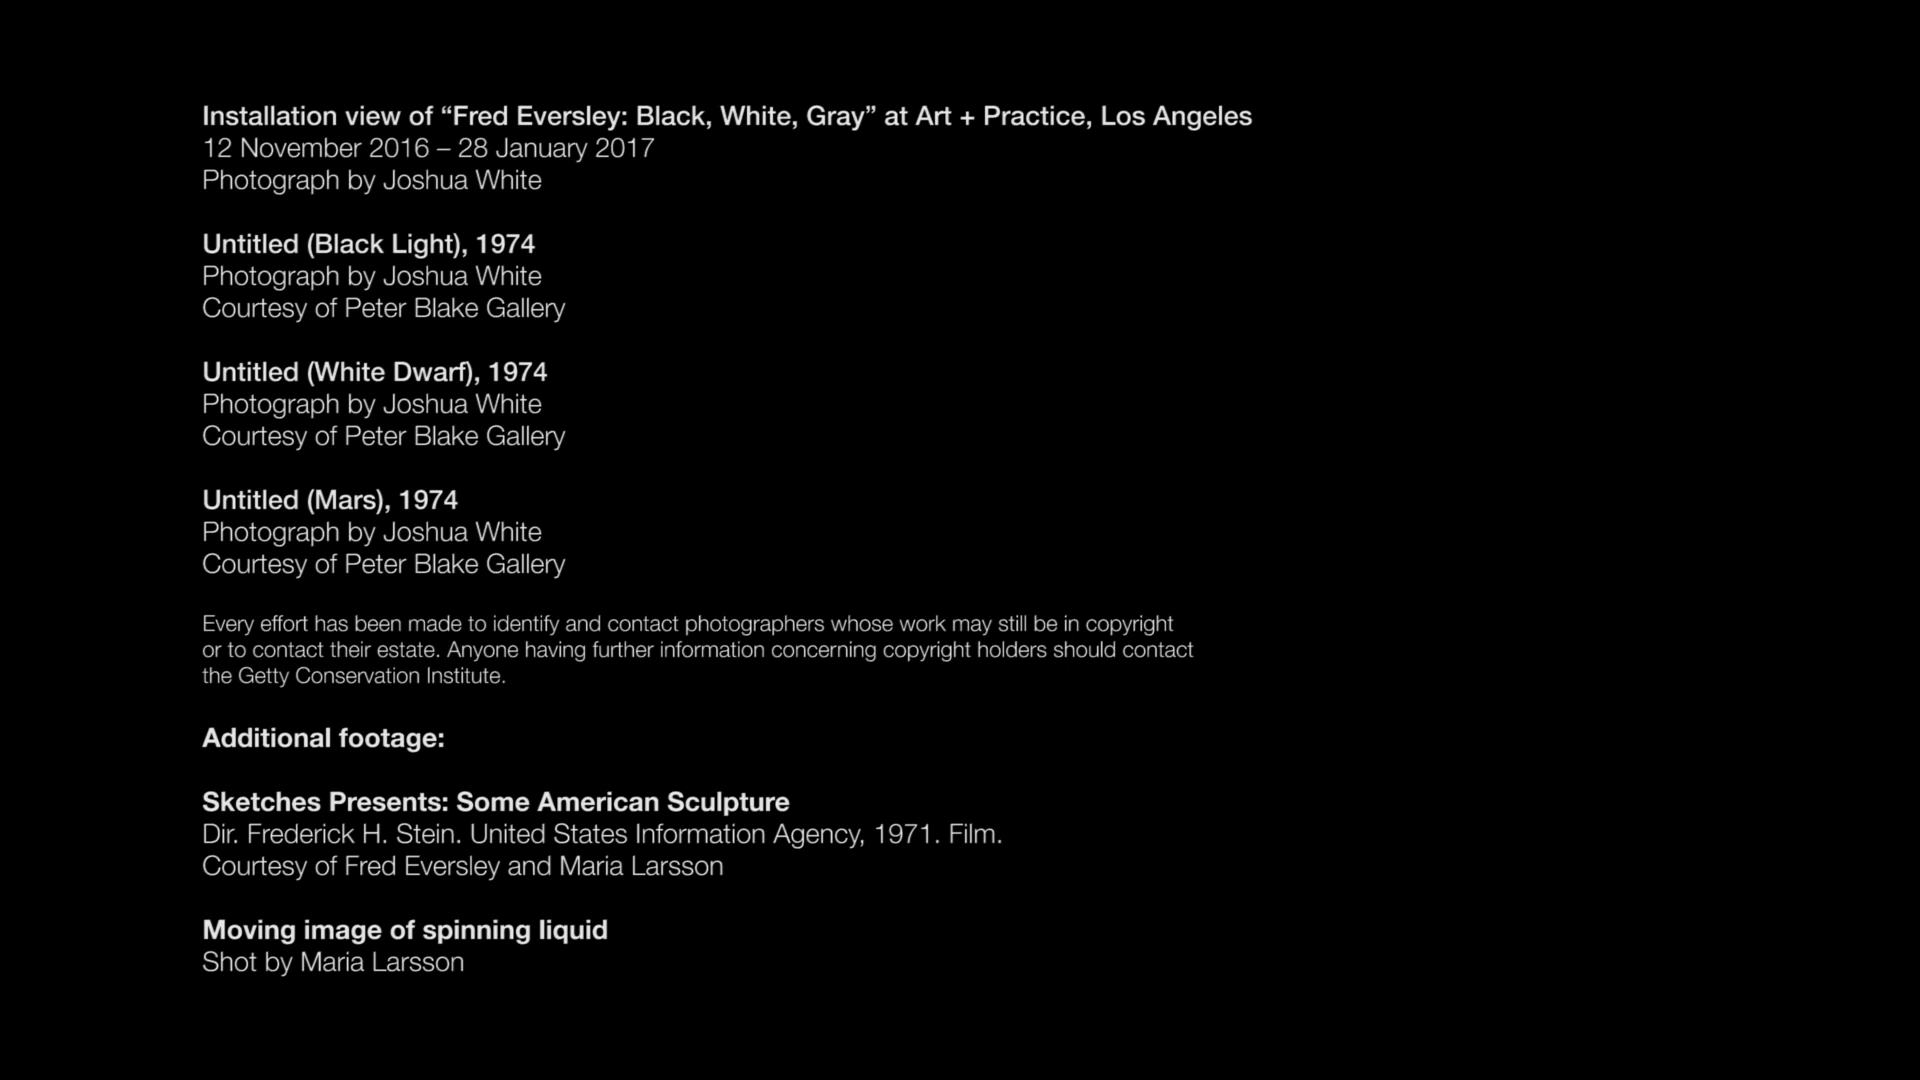 Installation view of “Fred Eversley: Black, White, Gray” at Art + Practice, Los Angeles
12 November 2016 – 28 January 2017
Photograph by Joshua White
Untitled (Black Light), 1974
Photograph by Joshua White
Courtesy of Peter Blake Gallery
Untitled (White Dwarf), 1974
Photograph by Joshua White
Courtesy of Peter Blake Gallery
Untitled (Mars), 1974
Photograph by Joshua White
Courtesy of Peter Blake Gallery
Every effort has been made to identify and contact photographers whose work may still be in copyright
or to contact their estate. Anyone having further information concerning copyright holders should contact
the Getty Conservation Institute.
Additional footage:
Sketches Presents: Some American Sculpture
Dir. Frederick H. Stein. United States Information Agency, 1971. Film.
Courtesy of Fred Eversley and Maria Larsson
Moving image of spinning liquid
Shot by Maria Larsson